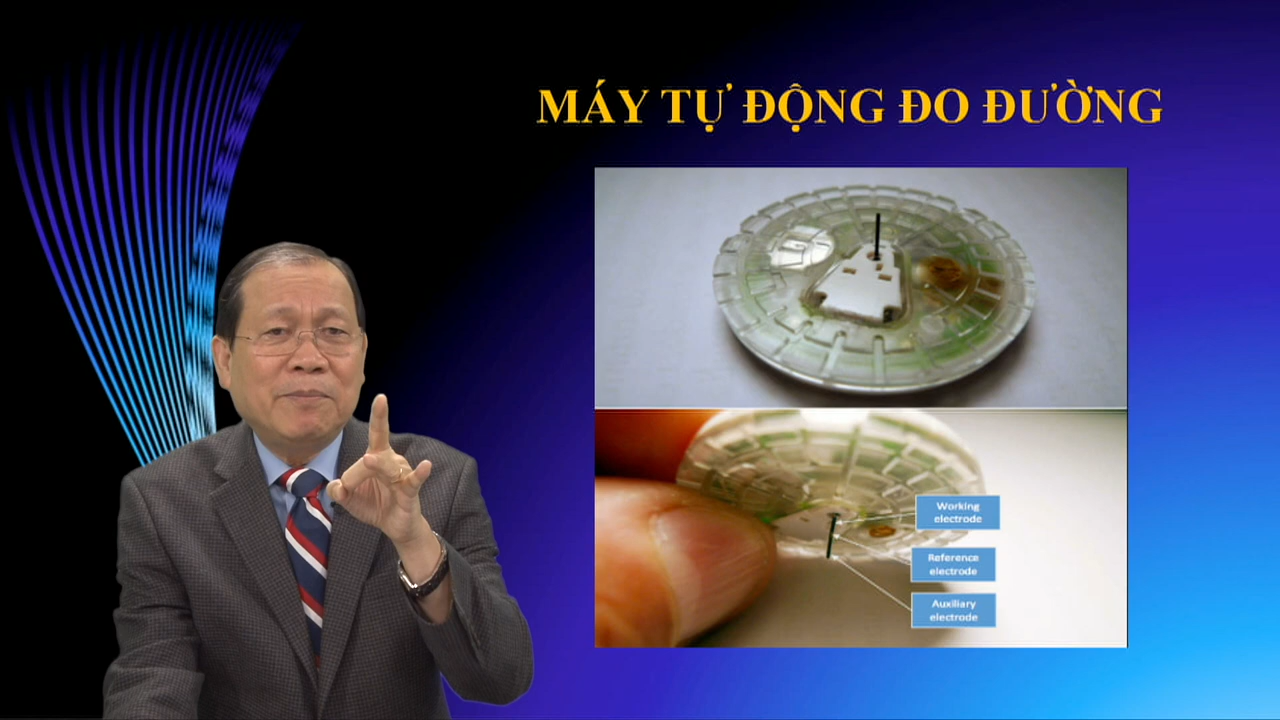 MÁY TỰ ĐỘNG ĐO ĐƯỜNG
Working
electrode
Reference
electrode
Auxiliary
electrode